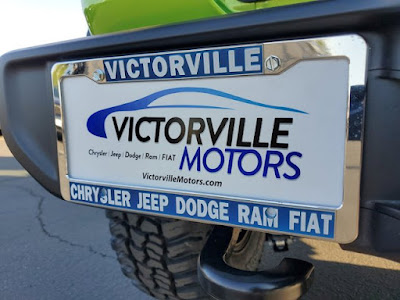 VICTORVILLE
VICTORVILLE
Chrysler | Jeep | Dodge | Ram | FIAT
MOTORS
VictorvilleMotors.com
CHRYSLER JEEP DODGE RAM FIAT